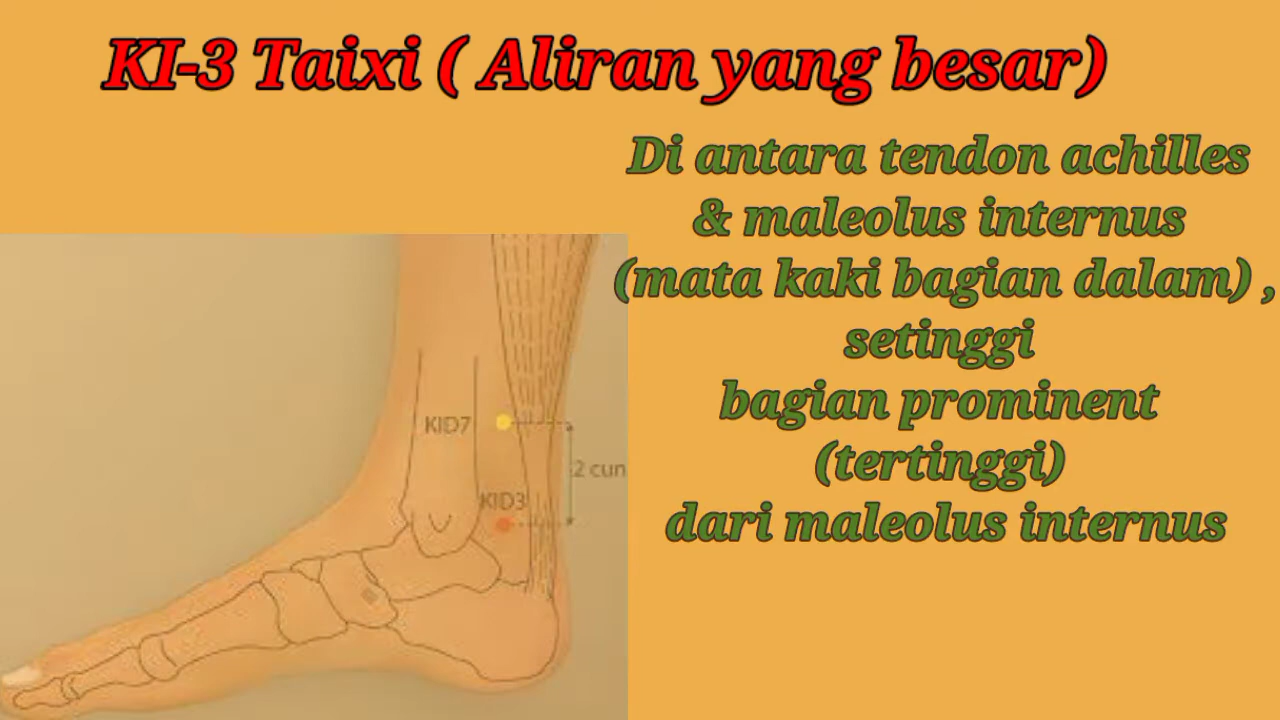 KI-3 Taixi ( Aliran yang besar)
Di antara tendon achilles
& maleolus internus
(mata kaki bagian dalam) ,
setinggi
bagian prominent
(tertinggi)
dari maleolus internus
KID7
2 cun
KID3